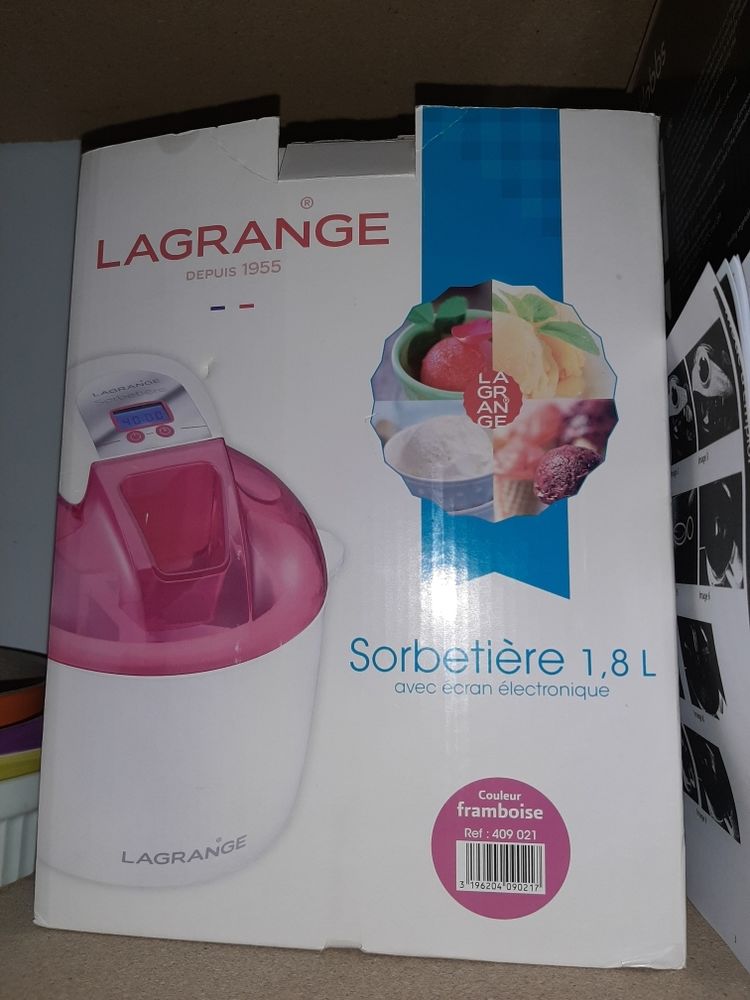 LAGRANGE®
DEPUIS 1955
LAGRANGE
Sorbetière
40:00
LA
GR
AN
GE
Sorbetière 1,8 L
avec écran électronique
LAGRANGE
Couleur
framboise
Ref : 409 021
3 196204 090217